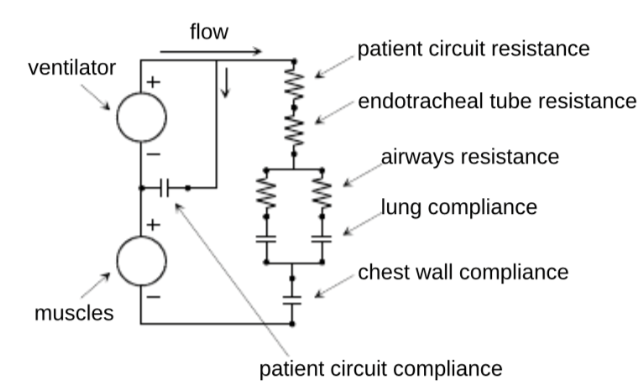 flow
patient circuit resistance
ventilator
+
endotracheal tube resistance
−
airways resistance
lung compliance
+
chest wall compliance
−
muscles
patient circuit compliance